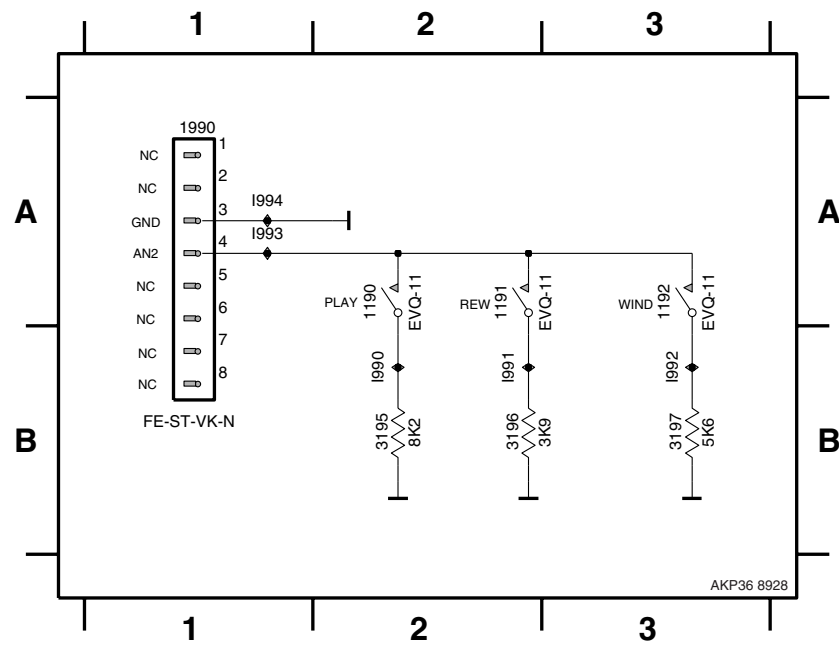 1 2 3
A A
B B
1990
NC 1
NC 2
GND 3 I994
AN2 4 I993
NC 5
NC 6
NC 7
NC 8
FE-ST-VK-N
PLAY 1190 EVQ-11
REW 1191 EVQ-11
WIND 1192 EVQ-11
I990
I991
I992
3195 8K2
3196 3K9
3197 5K6
AKP36 8928
1 2 3